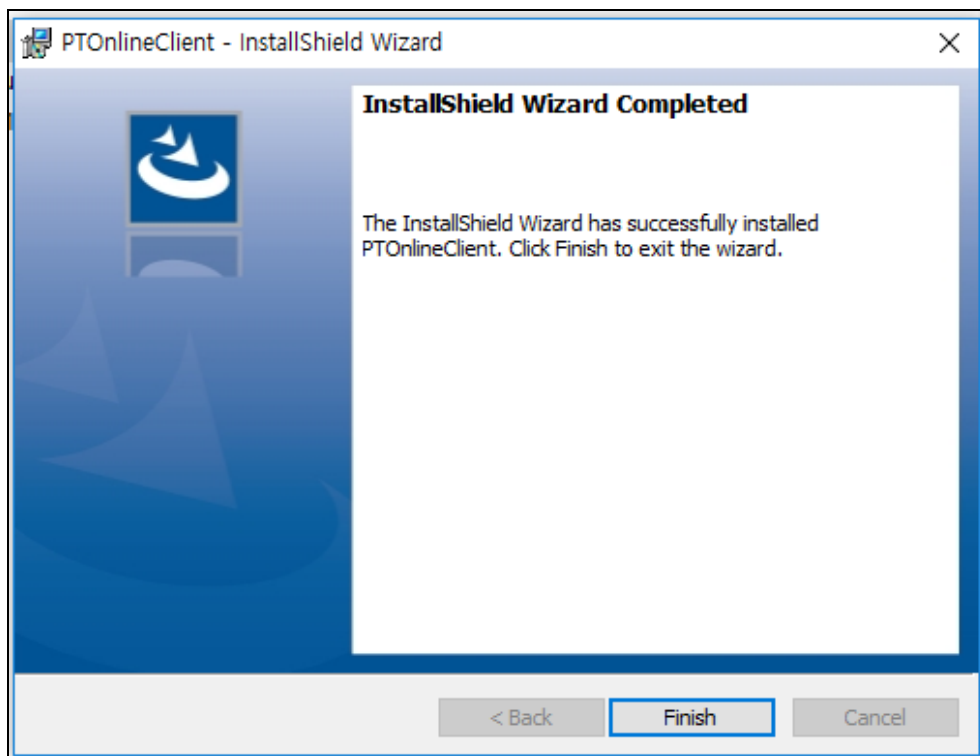 PTOnlineClient - InstallShield Wizard
InstallShield Wizard Completed
The InstallShield Wizard has successfully installed
PTOnlineClient. Click Finish to exit the wizard.
< Back
Finish
Cancel